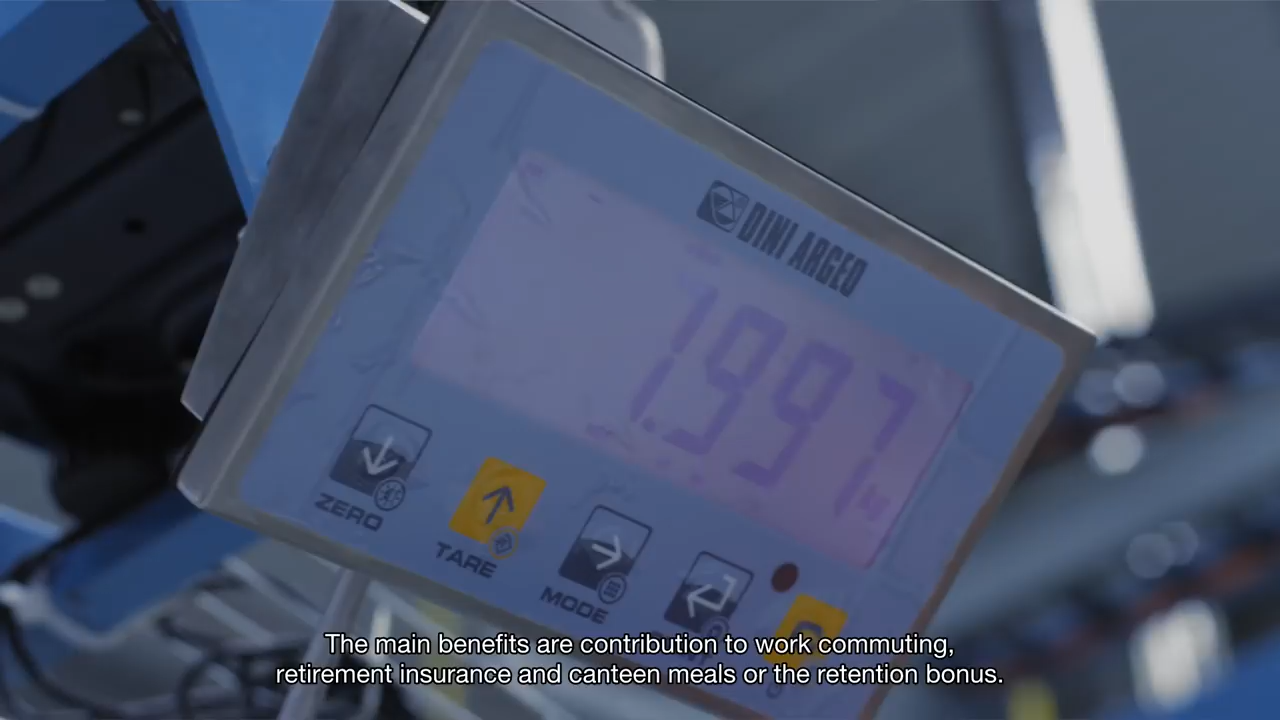 DINI ARGEO
1.997
ZERO
TARE
MODE
The main benefits are contribution to work commuting,
retirement insurance and canteen meals or the retention bonus.